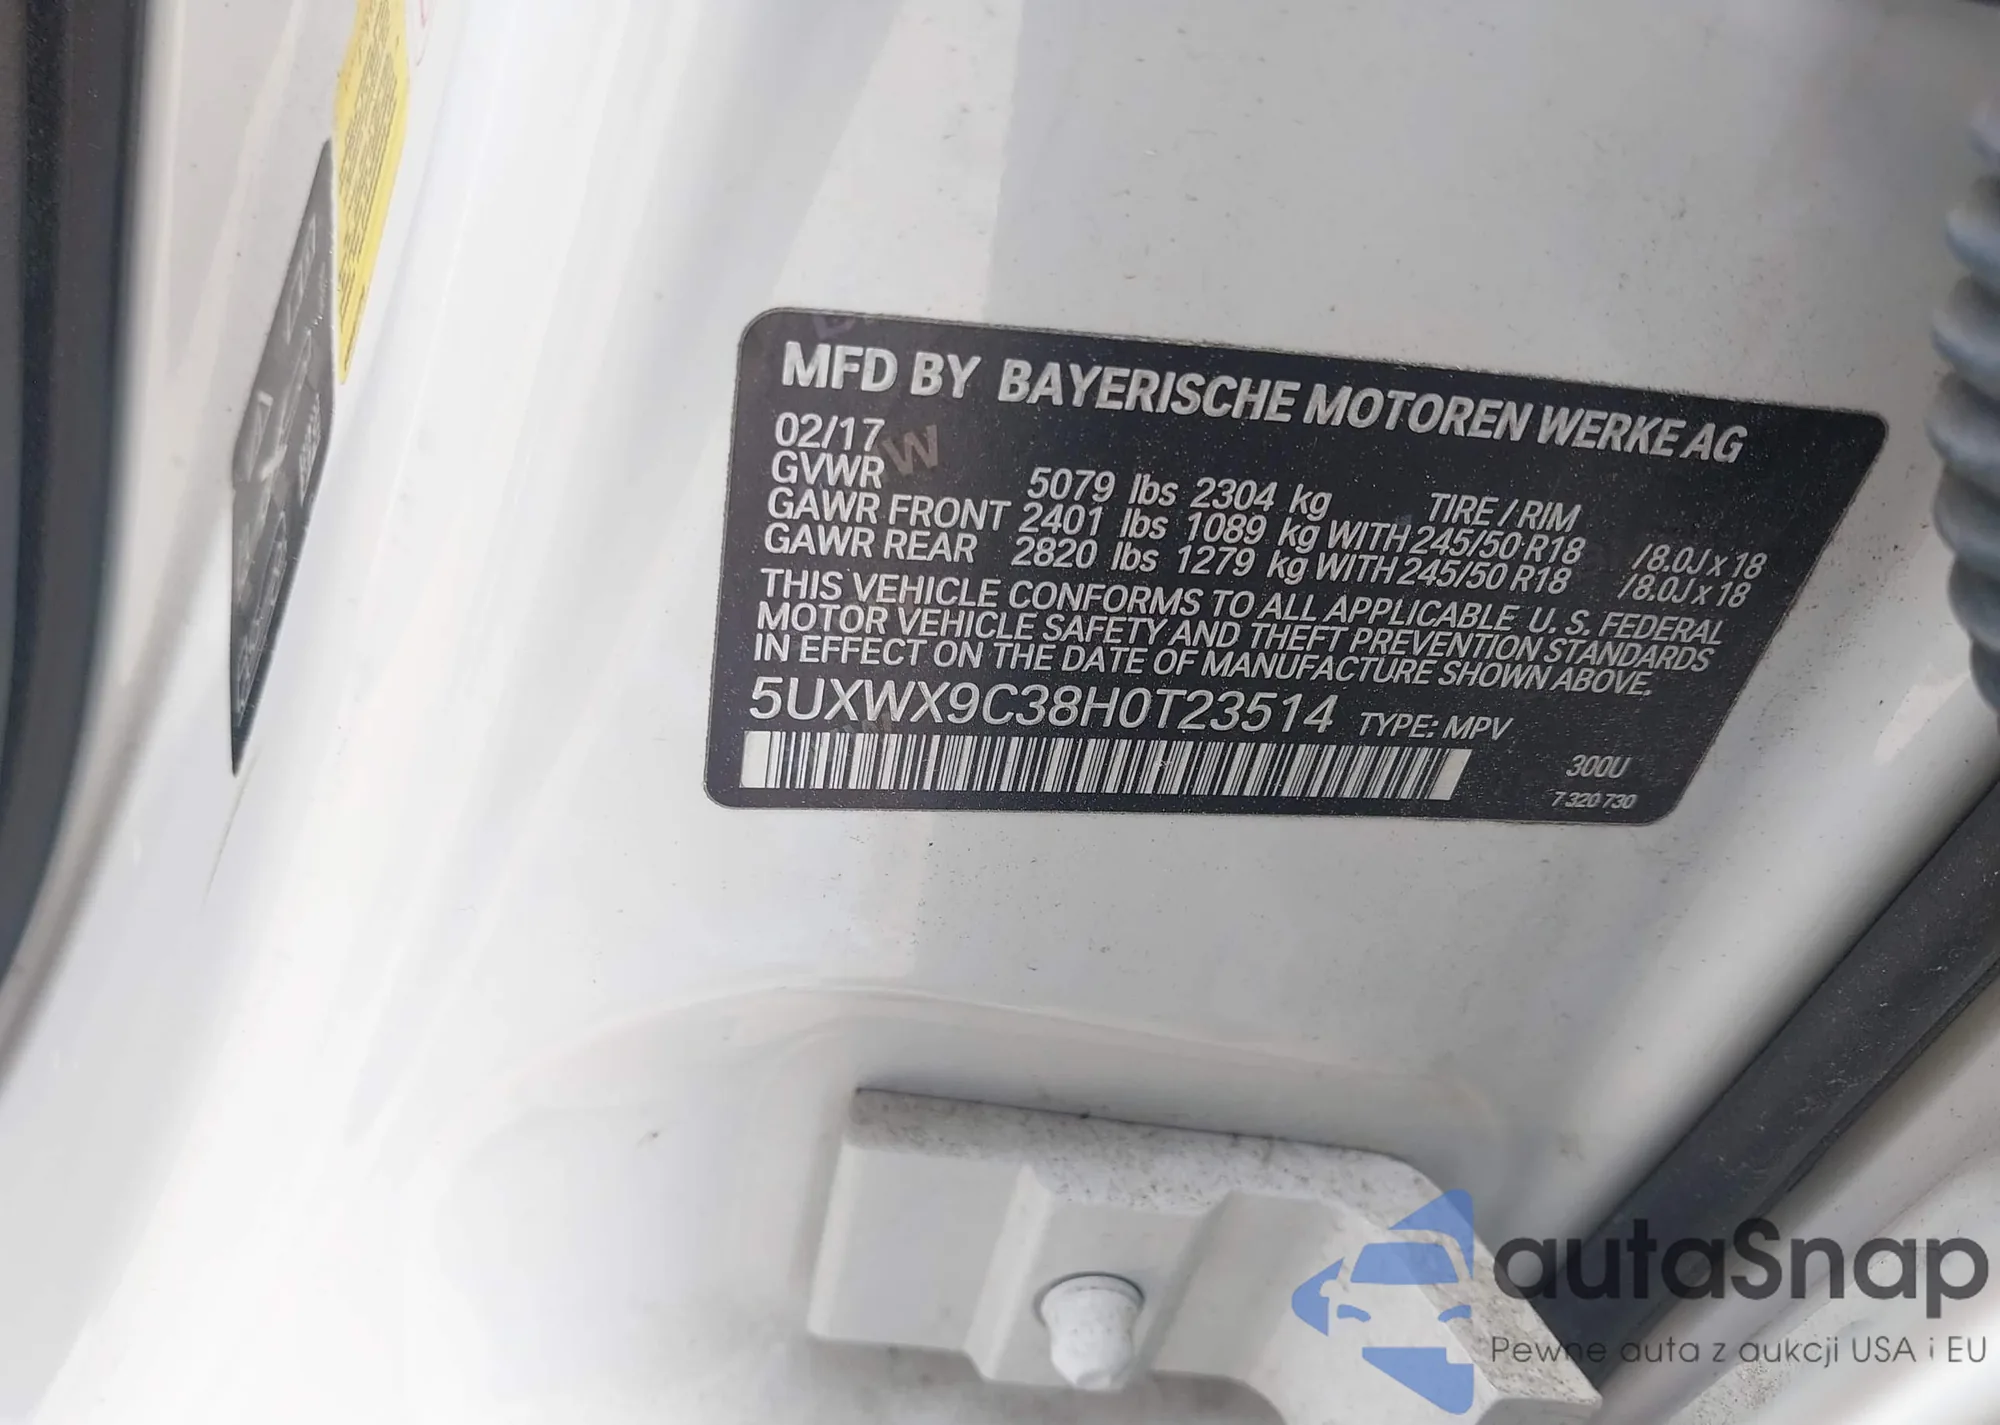 MFD BY BAYERISCHE MOTOREN WERKE AG
02/17
GVWR 5079 lbs 2304 kg TIRE / RIM
GAWR FRONT 2401 lbs 1089 kg WITH 245/50 R18 /8.0J x 18
GAWR REAR 2820 lbs 1279 kg WITH 245/50 R18 /8.0J x 18
THIS VEHICLE CONFORMS TO ALL APPLICABLE U. S. FEDERAL
MOTOR VEHICLE SAFETY AND THEFT PREVENTION STANDARDS
IN EFFECT ON THE DATE OF MANUFACTURE SHOWN ABOVE.
5UXWX9C38H0T23514 TYPE: MPV
300U
7 320 730
autaSnap
Pewne auta z aukcji USA i EU